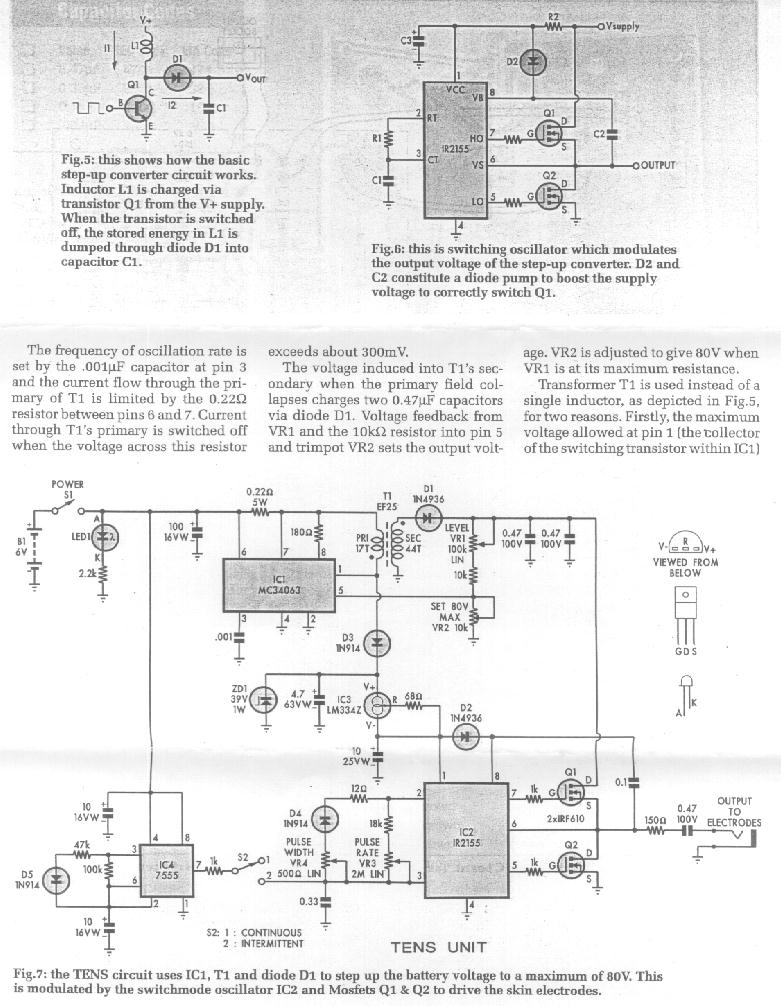 Capacitor Codes
V+
I1
L1
D1
VOUT
Q1
C
B
I2
C1
E
Fig.5: this shows how the basic
step-up converter circuit works.
Inductor L1 is charged via
transistor Q1 from the V+ supply.
When the transistor is switched
off, the stored energy in L1 is
dumped through diode D1 into
capacitor C1.
R2
Vsupply
C3
+
D2
1
VCC
8
VB
2
RT
R1
IR2155
HO
7
Q1
G
D
S
C2
3
CT
VS
6
OUTPUT
C1
Q2
LO
5
G
D
S
4
Fig.6: this is switching oscillator which modulates
the output voltage of the step-up converter. D2 and
C2 constitute a diode pump to boost the supply
voltage to correctly switch Q1.
The frequency of oscillation rate is
set by the .001µF capacitor at pin 3
and the current flow through the pri-
mary of T1 is limited by the 0.22Ω
resistor between pins 6 and 7. Current
through T1's primary is switched off
when the voltage across this resistor
exceeds about 300mV.
The voltage induced into T1's sec-
ondary when the primary field col-
lapses charges two 0.47µF capacitors
via diode D1. Voltage feedback from
VR1 and the 10kΩ resistor into pin 5
and trimpot VR2 sets the output volt-
age. VR2 is adjusted to give 80V when
VR1 is at its maximum resistance.
Transformer T1 is used instead of a
single inductor, as depicted in Fig.5,
for two reasons. Firstly, the maximum
voltage allowed at pin 1 (the collector
of the switching transistor within IC1)
POWER
S1
B1
6V
A
LED1
λ
K
2.2k
100
16VW
0.22Ω
5W
180Ω
T1
EF25
PRI
17T
SEC
44T
D1
1N4936
LEVEL
VR1
100k
LIN
0.47
100V
0.47
100V
10k
6
7
8
IC1
MC34063
1
5
3
4
2
.001
SET 80V
MAX
VR2 10k
V-
R
V+
VIEWED FROM
BELOW
G D S
A
K
D3
1N914
ZD1
39V
1W
4.7
63VW
IC3
LM334Z
V+
R
68Ω
V-
D2
1N4936
10
25VW
12Ω
D4
1N914
PULSE
WIDTH
VR4
500Ω LIN
18k
PULSE
RATE
VR3
2M LIN
0.33
1
8
2
7
IC2
IR2155
6
5
3
4
1k
Q1
G
D
S
2xIRF610
0.1
1k
Q2
G
D
S
150Ω
0.47
100V
OUTPUT
TO
ELECTRODES
10
16VW
47k
100k
D5
1N914
10
16VW
4
8
3
IC4
7555
7
6
2
1
1k
S2
1
2
S2: 1 : CONTINUOUS
2 : INTERMITTENT
TENS UNIT
Fig.7: the TENS circuit uses IC1, T1 and diode D1 to step up the battery voltage to a maximum of 80V. This
is modulated by the switchmode oscillator IC2 and Mosfets Q1 & Q2 to drive the skin electrodes.